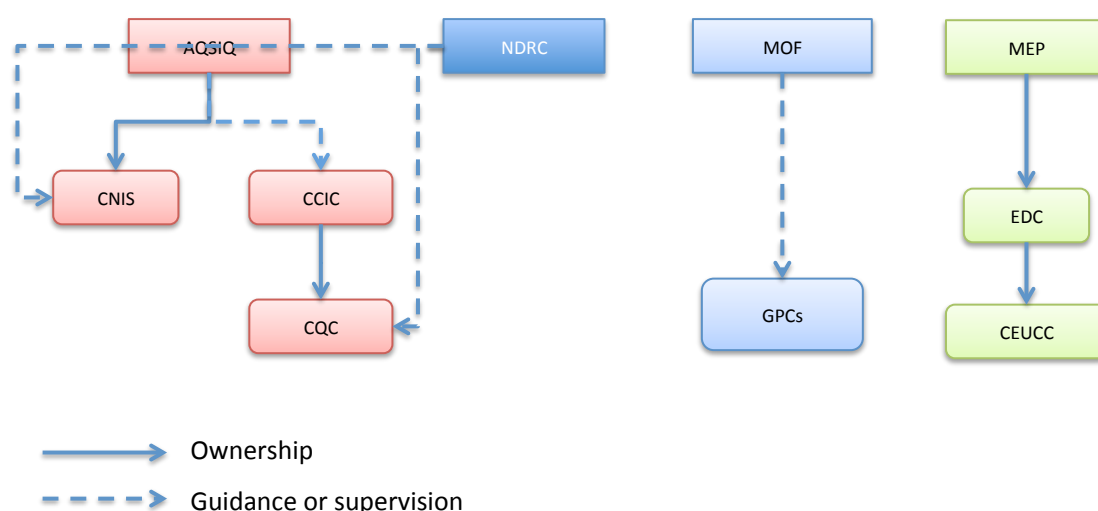 AQSIQ
NDRC
MOF
MEP
CNIS
CCIC
EDC
CQC
GPCs
CEUCC
Ownership
Guidance or supervision